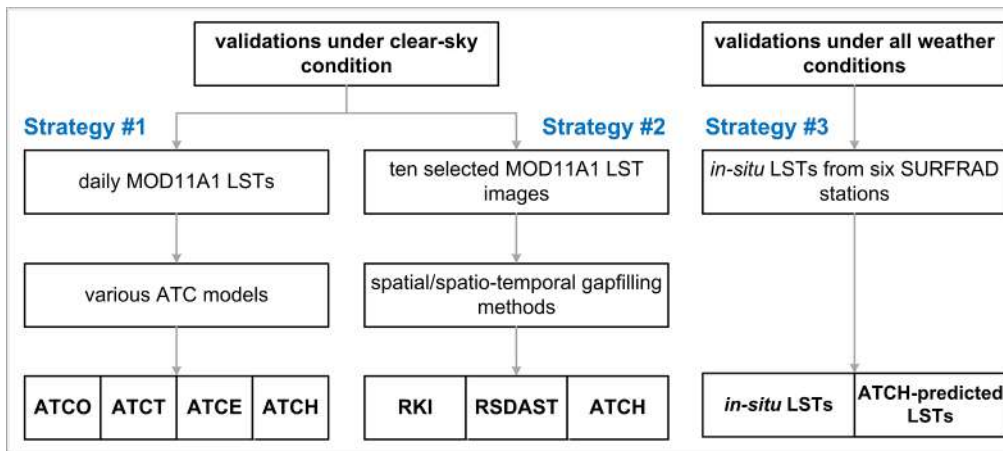 validations under clear-sky
condition
validations under all weather
conditions
Strategy #1
Strategy #2
Strategy #3
daily MOD11A1 LSTs
ten selected MOD11A1 LST
images
in-situ LSTs from six SURFRAD
stations
various ATC models
spatial/spatio-temporal gapfilling
methods
ATCO
ATCT
ATCE
ATCH
RKI
RSDAST
ATCH
in-situ LSTs
ATCH-predicted
LSTs